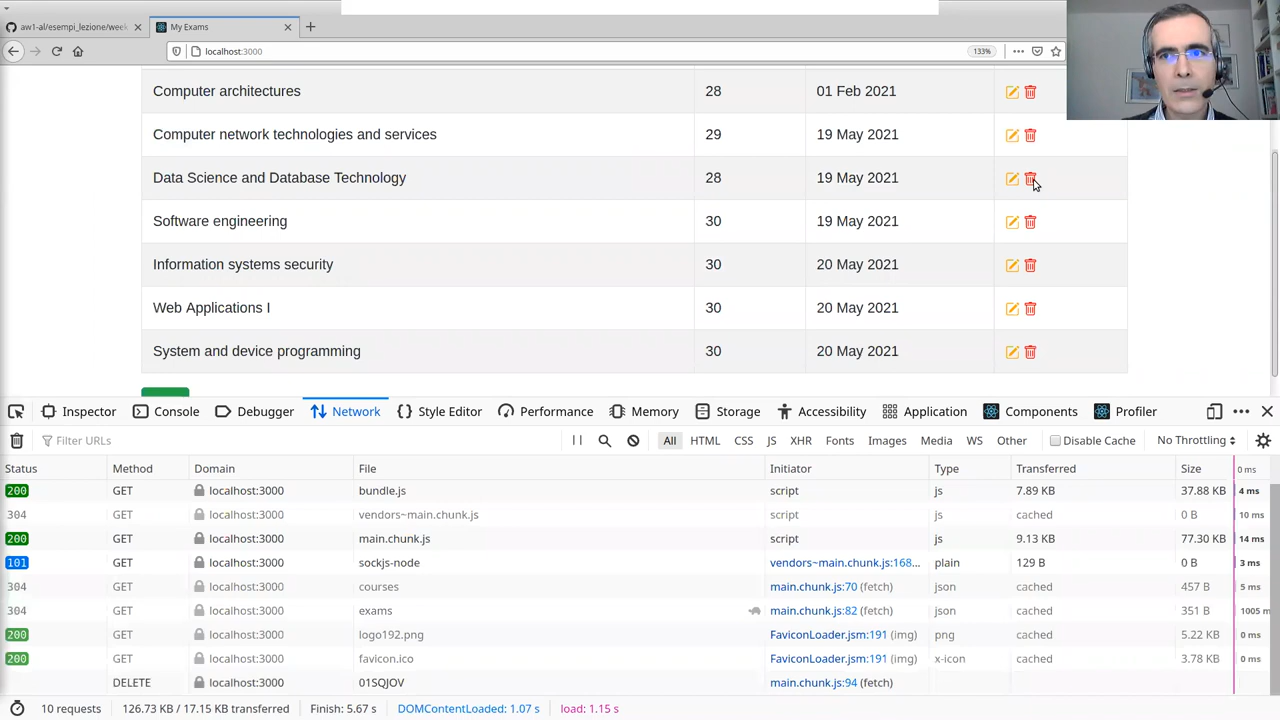 aw1-al/esempi_lezione/week
My Exams
localhost:3000
133%
Computer architectures 28 01 Feb 2021
Computer network technologies and services 29 19 May 2021
Data Science and Database Technology 28 19 May 2021
Software engineering 30 19 May 2021
Information systems security 30 20 May 2021
Web Applications I 30 20 May 2021
System and device programming 30 20 May 2021
Inspector Console Debugger Network Style Editor Performance Memory Storage Accessibility Application Components Profiler
Filter URLs All HTML CSS JS XHR Fonts Images Media WS Other Disable Cache No Throttling
Status Method Domain File Initiator Type Transferred Size 0 ms
200 GET localhost:3000 bundle.js script js 7.89 KB 37.88 KB 4 ms
304 GET localhost:3000 vendors~main.chunk.js script js cached 0 B 10 ms
200 GET localhost:3000 main.chunk.js script js 9.13 KB 77.30 KB 14 ms
101 GET localhost:3000 sockjs-node vendors~main.chunk.js:168... plain 129 B 0 B 3 ms
304 GET localhost:3000 courses main.chunk.js:70 (fetch) json cached 457 B 5 ms
304 GET localhost:3000 exams main.chunk.js:82 (fetch) json cached 351 B 1005 m
200 GET localhost:3000 logo192.png FaviconLoader.jsm:191 (img) png cached 5.22 KB 0 ms
200 GET localhost:3000 favicon.ico FaviconLoader.jsm:191 (img) x-icon cached 3.78 KB 0 ms
DELETE localhost:3000 01SQJOV main.chunk.js:94 (fetch)
10 requests 126.73 KB / 17.15 KB transferred Finish: 5.67 s DOMContentLoaded: 1.07 s load: 1.15 s